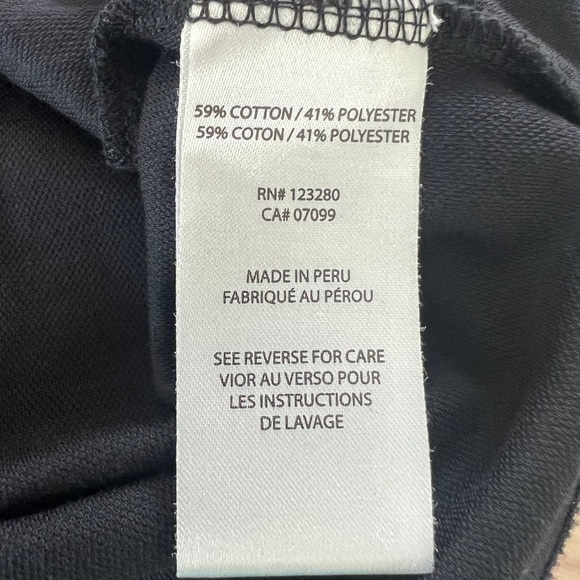 59% COTTON / 41% POLYESTER
59% COTON / 41% POLYESTER
RN# 123280
CA# 07099
MADE IN PERU
FABRIQUÉ AU PÉROU
SEE REVERSE FOR CARE
VIOR AU VERSO POUR
LES INSTRUCTIONS
DE LAVAGE